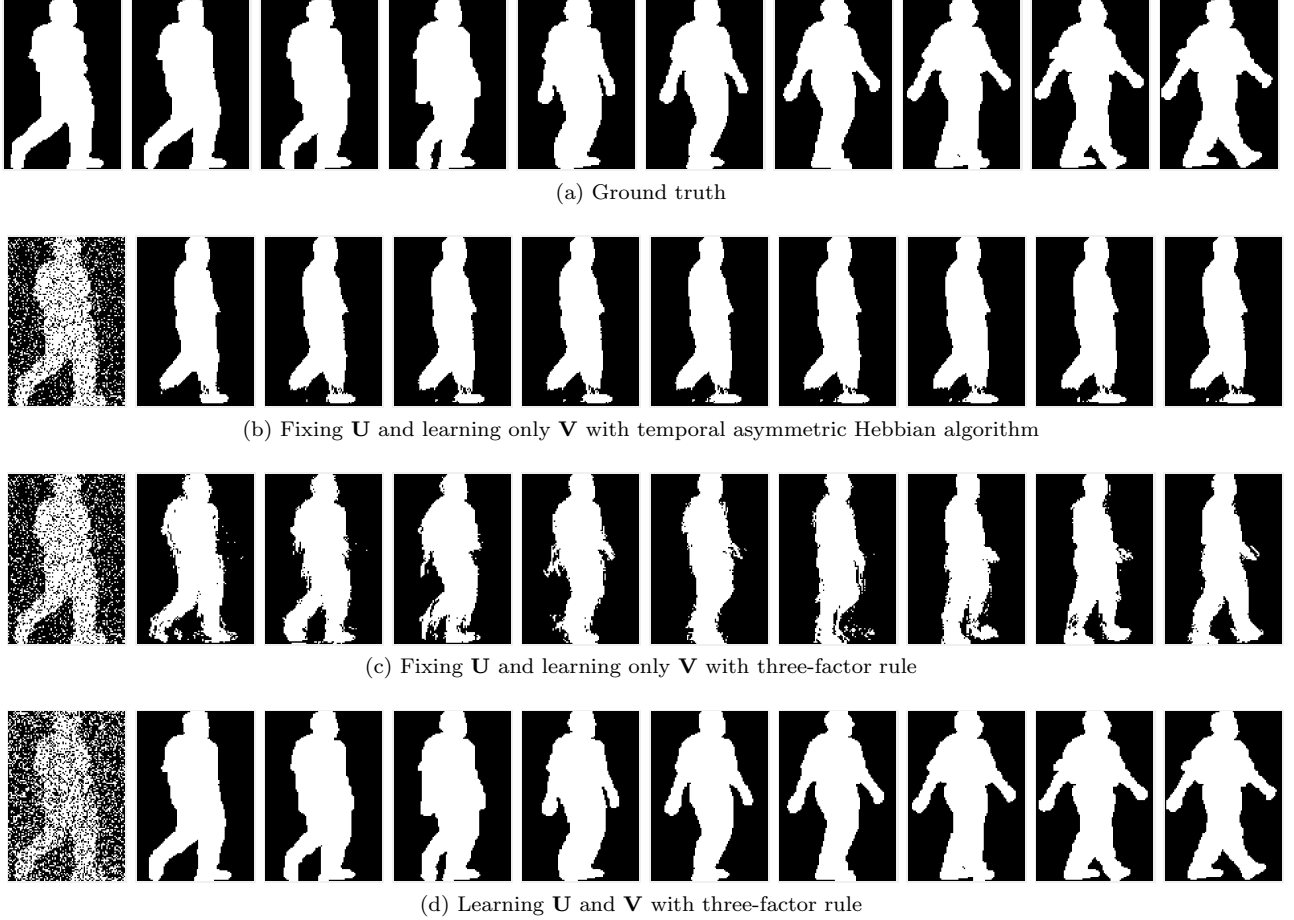 (a) Ground truth
(b) Fixing U and learning only V with temporal asymmetric Hebbian algorithm
(c) Fixing U and learning only V with three-factor rule
(d) Learning U and V with three-factor rule